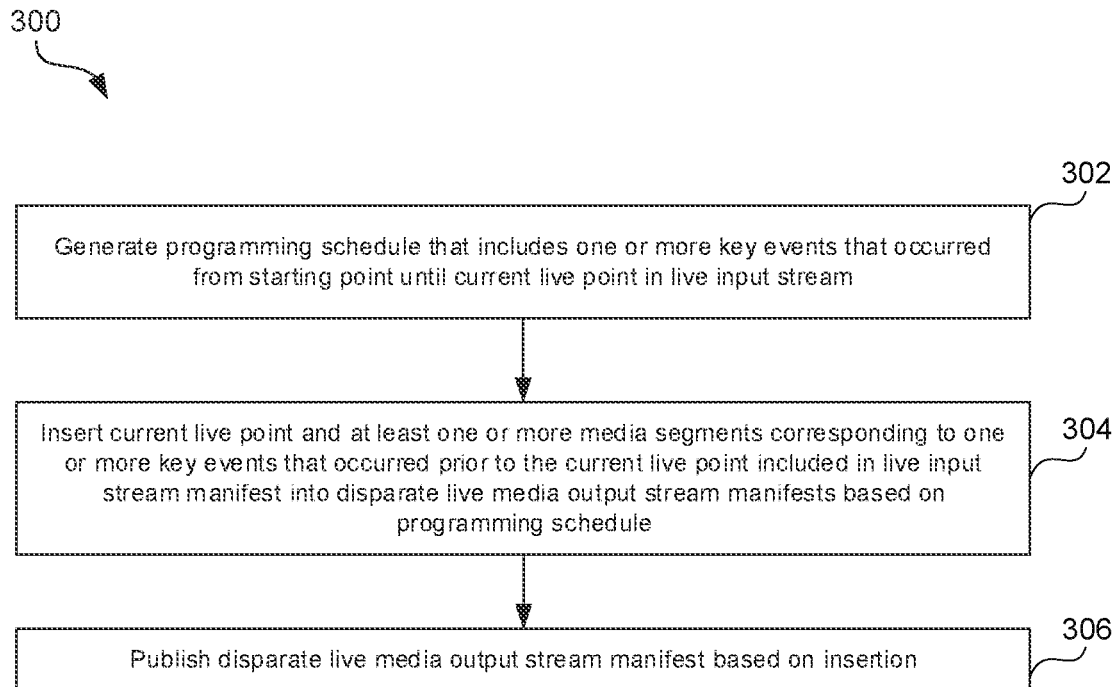 300
302
Generate programming schedule that includes one or more key events that occurred
from starting point until current live point in live input stream
304
Insert current live point and at least one or more media segments corresponding to one
or more key events that occurred prior to the current live point included in live input
stream manifest into disparate live media output stream manifests based on
programming schedule
306
Publish disparate live media output stream manifest based on insertion